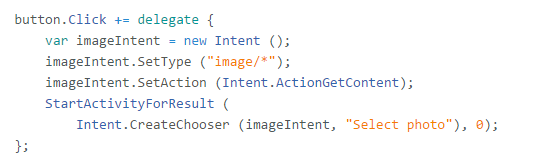 button.Click += delegate {
    var imageIntent = new Intent ();
    imageIntent.SetType ("image/*");
    imageIntent.SetAction (Intent.ActionGetContent);
    StartActivityForResult (
        Intent.CreateChooser (imageIntent, "Select photo"), 0);
};